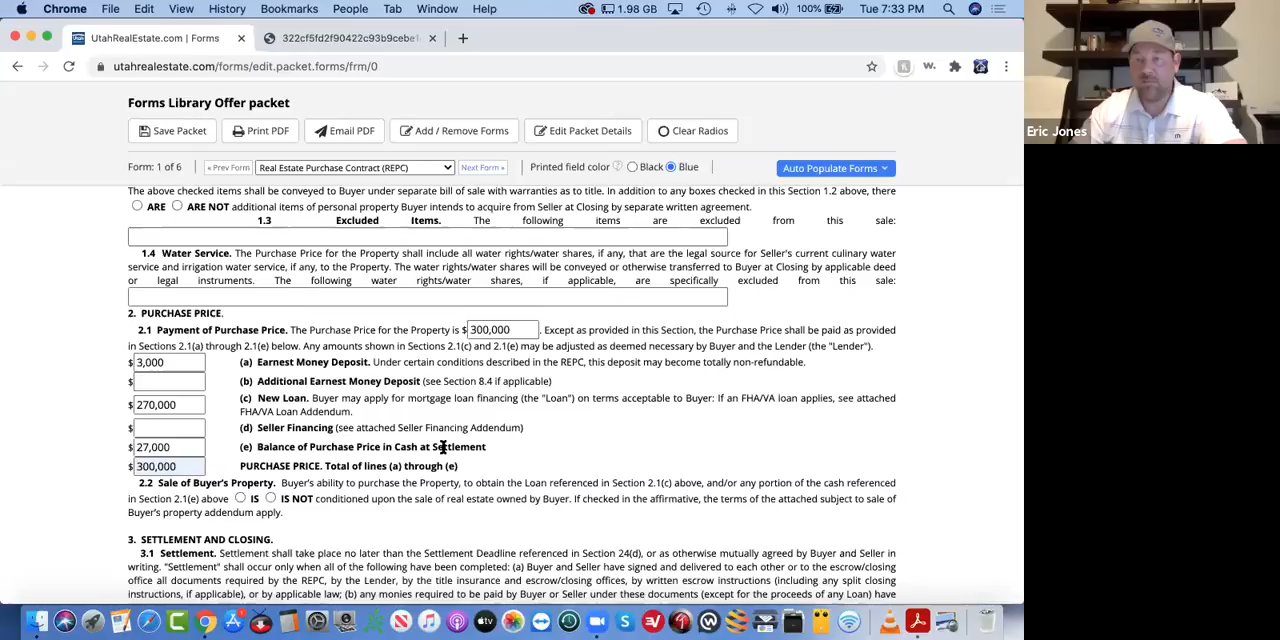 Chrome File Edit View History Bookmarks People Tab Window Help 1.98 GB 100% Tue 7:33 PM
UtahRealEstate.com | Forms 322cf5fd2f90422c93b9cebe
utahrealestate.com/forms/edit.packet.forms/frm/0
Forms Library Offer packet
Save Packet Print PDF Email PDF Add / Remove Forms Edit Packet Details Clear Radios
Form: 1 of 6 « Prev Form Real Estate Purchase Contract (REPC) Next Form » Printed field color ? Black Blue Auto Populate Forms
The above checked items shall be conveyed to Buyer under separate bill of sale with warranties as to title. In addition to any boxes checked in this Section 1.2 above, there
ARE ARE NOT additional items of personal property Buyer intends to acquire from Seller at Closing by separate written agreement.
1.3 Excluded Items. The following items are excluded from this sale:
1.4 Water Service. The Purchase Price for the Property shall include all water rights/water shares, if any, that are the legal source for Seller's current culinary water
service and irrigation water service, if any, to the Property. The water rights/water shares will be conveyed or otherwise transferred to Buyer at Closing by applicable deed
or legal instruments. The following water rights/water shares, if applicable, are specifically excluded from this sale:
2. PURCHASE PRICE.
2.1 Payment of Purchase Price. The Purchase Price for the Property is $ 300,000 . Except as provided in this Section, the Purchase Price shall be paid as provided
in Sections 2.1(a) through 2.1(e) below. Any amounts shown in Sections 2.1(c) and 2.1(e) may be adjusted as deemed necessary by Buyer and the Lender (the "Lender").
$ 3,000 (a) Earnest Money Deposit. Under certain conditions described in the REPC, this deposit may become totally non-refundable.
$ (b) Additional Earnest Money Deposit (see Section 8.4 if applicable)
$ 270,000 (c) New Loan. Buyer may apply for mortgage loan financing (the "Loan") on terms acceptable to Buyer: If an FHA/VA loan applies, see attached
FHA/VA Loan Addendum.
$ (d) Seller Financing (see attached Seller Financing Addendum)
$ 27,000 (e) Balance of Purchase Price in Cash at Settlement
$ 300,000 PURCHASE PRICE. Total of lines (a) through (e)
2.2 Sale of Buyer's Property. Buyer's ability to purchase the Property, to obtain the Loan referenced in Section 2.1(c) above, and/or any portion of the cash referenced
in Section 2.1(e) above IS IS NOT conditioned upon the sale of real estate owned by Buyer. If checked in the affirmative, the terms of the attached subject to sale of
Buyer's property addendum apply.
3. SETTLEMENT AND CLOSING.
3.1 Settlement. Settlement shall take place no later than the Settlement Deadline referenced in Section 24(d), or as otherwise mutually agreed by Buyer and Seller in
writing. "Settlement" shall occur only when all of the following have been completed: (a) Buyer and Seller have signed and delivered to each other or to the escrow/closing
office all documents required by the REPC, by the Lender, by the title insurance and escrow/closing offices, by written escrow instructions (including any split closing
instructions, if applicable), or by applicable law; (b) any monies required to be paid by Buyer or Seller under these documents (except for the proceeds of any Loan) have
Eric Jones